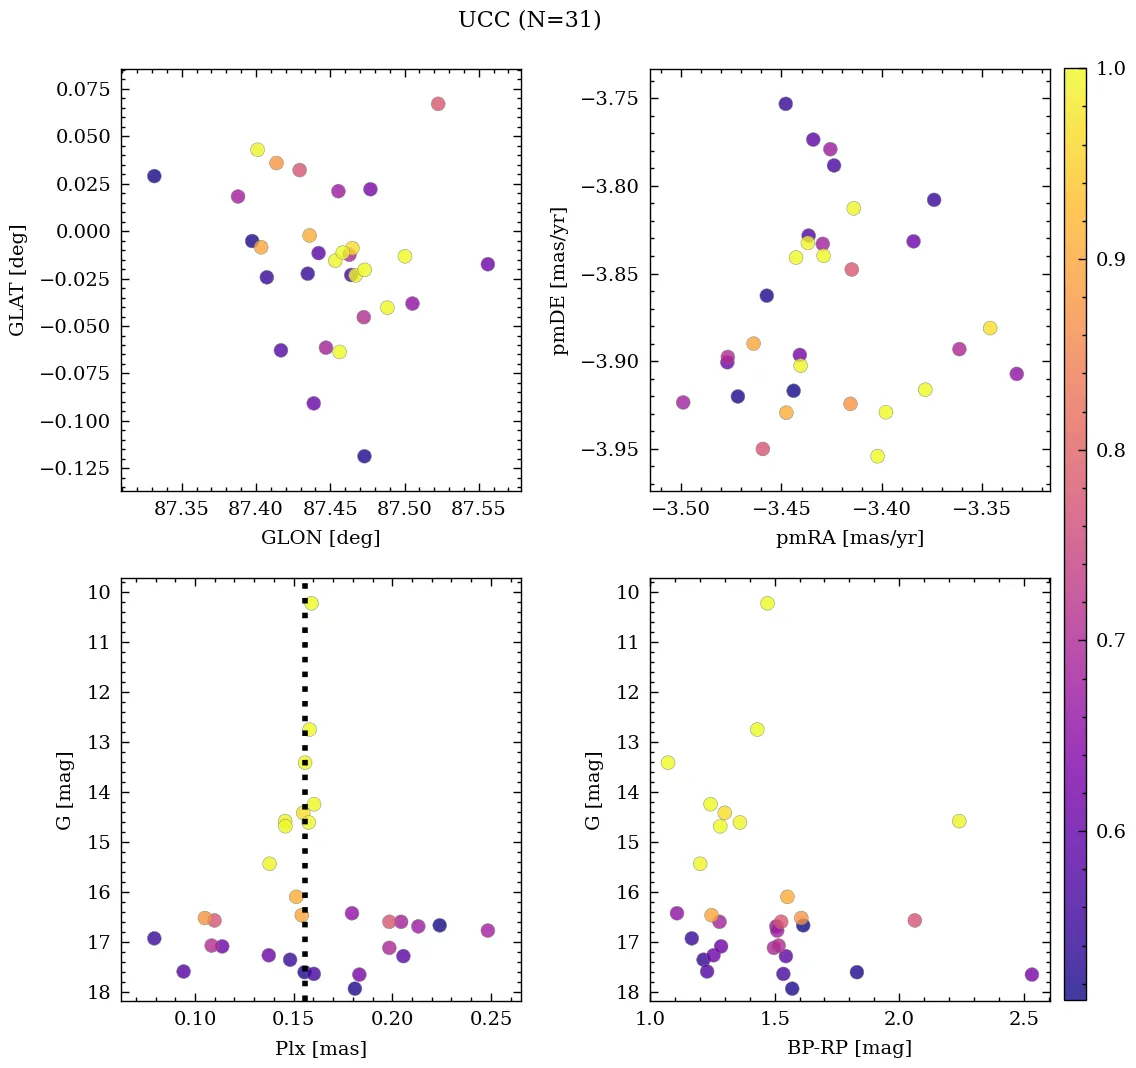 UCC (N=31)
0.075
0.050
0.025
0.000
−0.025
−0.050
−0.075
−0.100
−0.125
GLAT [deg]
87.35 87.40 87.45 87.50 87.55
GLON [deg]
−3.75
−3.80
−3.85
−3.90
−3.95
pmDE [mas/yr]
−3.50 −3.45 −3.40 −3.35
pmRA [mas/yr]
10
11
12
13
14
15
16
17
18
G [mag]
0.10 0.15 0.20 0.25
Plx [mas]
10
11
12
13
14
15
16
17
18
G [mag]
1.0 1.5 2.0 2.5
BP-RP [mag]
1.0
0.9
0.8
0.7
0.6